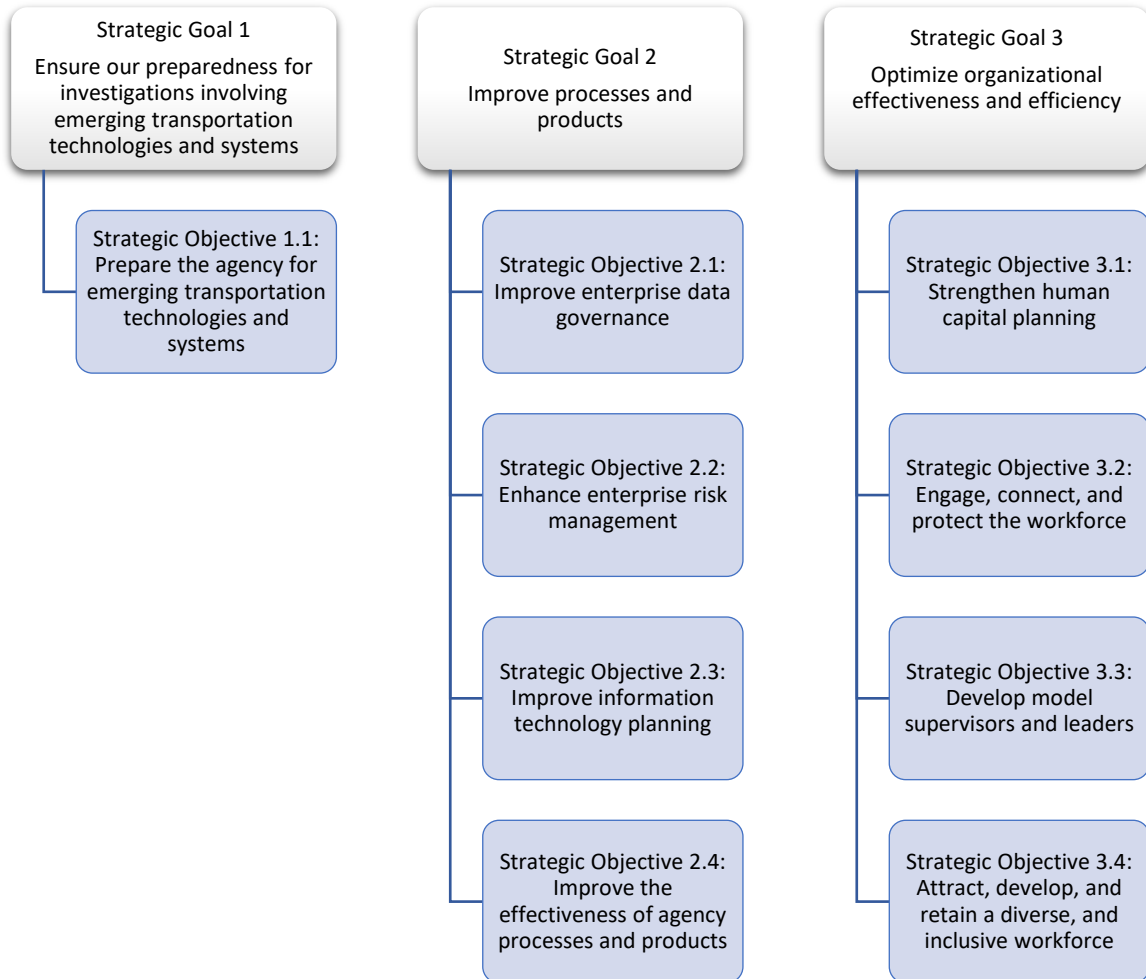 Strategic Goal 1
Ensure our preparedness for
investigations involving
emerging transportation
technologies and systems
Strategic Objective 1.1:
Prepare the agency for
emerging transportation
technologies and
systems
Strategic Goal 2
Improve processes and
products
Strategic Objective 2.1:
Improve enterprise data
governance
Strategic Objective 2.2:
Enhance enterprise risk
management
Strategic Objective 2.3:
Improve information
technology planning
Strategic Objective 2.4:
Improve the
effectiveness of agency
processes and products
Strategic Goal 3
Optimize organizational
effectiveness and efficiency
Strategic Objective 3.1:
Strengthen human
capital planning
Strategic Objective 3.2:
Engage, connect, and
protect the workforce
Strategic Objective 3.3:
Develop model
supervisors and leaders
Strategic Objective 3.4:
Attract, develop, and
retain a diverse, and
inclusive workforce